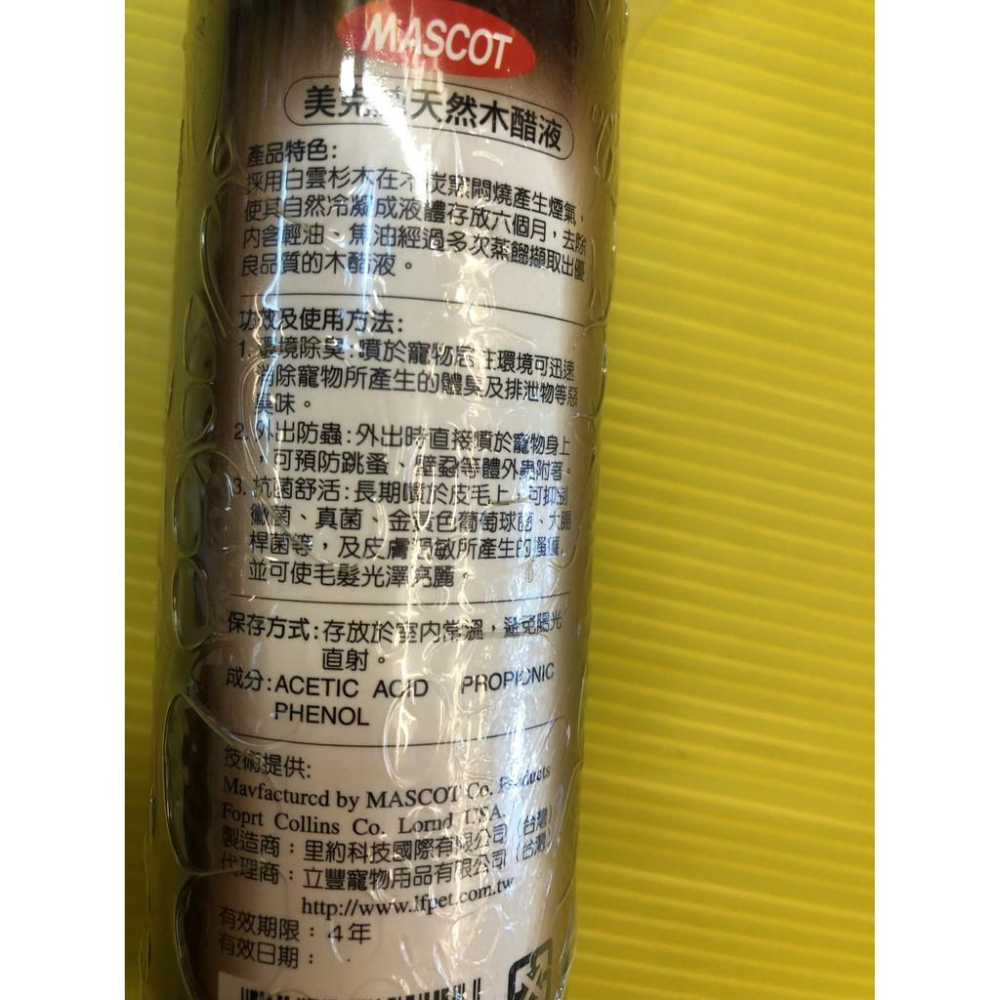 MASCOT
美克 天然木醋液
產品特色:
採用白雲杉木在木炭窯悶燒產生煙氣，
使其自然冷凝成液體存放六個月，去除
內含輕油、焦油經過多次蒸餾擷取出優
良品質的木醋液。
功效及使用方法:
1.環境除臭:噴於寵物居住環境可迅速
消除寵物所產生的體臭及排泄物等惡
臭味。
2.外出防蟲:外出時直接噴於寵物身上
，可預防跳蚤、壁蝨等體外蟲附著。
3.抗菌舒活:長期噴於皮毛上，可抑制
黴菌、真菌、金黃色葡萄球菌、大腸
桿菌等，及皮膚過敏所產生的搔癢，
並可使毛髮光澤亮麗。
保存方式:存放於室內常溫，避免陽光
直射。
成分:ACETIC ACID PROPIONIC
PHENOL
技術提供:
Mavfacturcd by MASCOT Co. Products
Foprt Collins Co. Lornd USA.
製造商：里約科技國際有限公司（台灣）
代理商：立豐寵物用品有限公司（台灣）
http://www.lfpet.com.tw
有效期限：4年
有效日期：